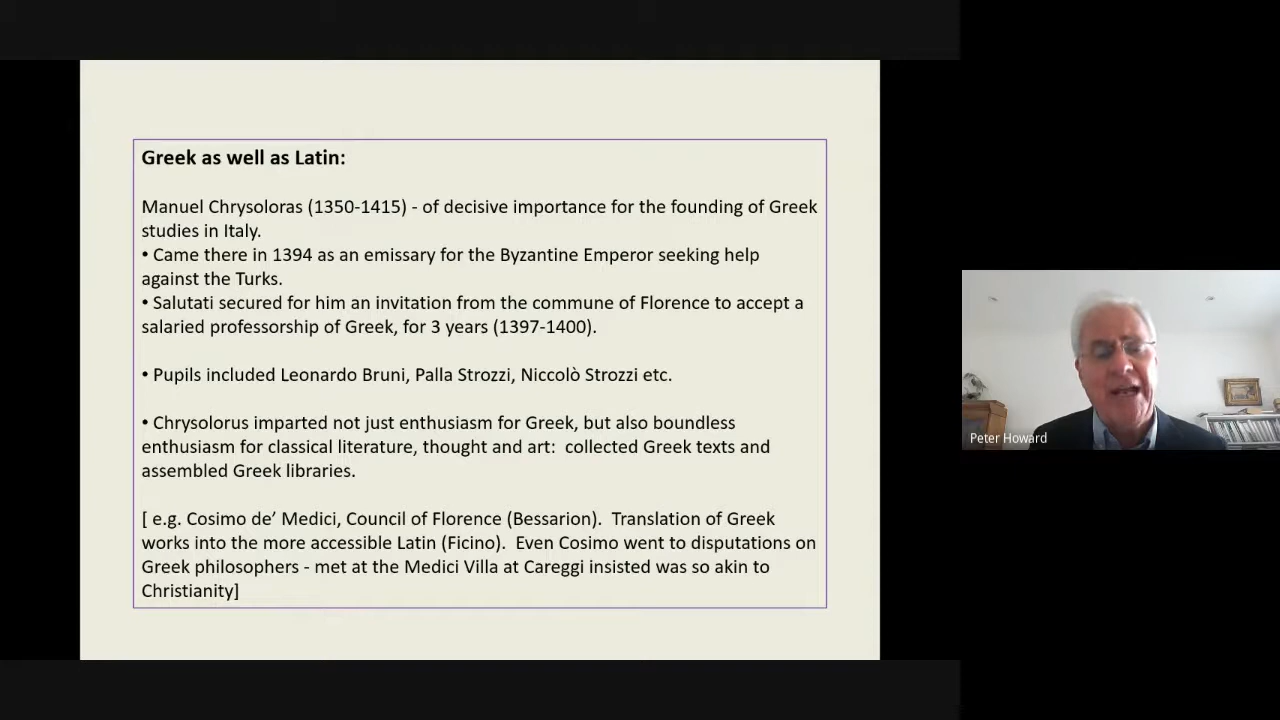 Greek as well as Latin:
Manuel Chrysoloras (1350-1415) - of decisive importance for the founding of Greek
studies in Italy.
• Came there in 1394 as an emissary for the Byzantine Emperor seeking help
against the Turks.
• Salutati secured for him an invitation from the commune of Florence to accept a
salaried professorship of Greek, for 3 years (1397-1400).
• Pupils included Leonardo Bruni, Palla Strozzi, Niccolò Strozzi etc.
• Chrysolorus imparted not just enthusiasm for Greek, but also boundless
enthusiasm for classical literature, thought and art:  collected Greek texts and
assembled Greek libraries.
[ e.g. Cosimo de’ Medici, Council of Florence (Bessarion).  Translation of Greek
works into the more accessible Latin (Ficino).  Even Cosimo went to disputations on
Greek philosophers - met at the Medici Villa at Careggi insisted was so akin to
Christianity]
Peter Howard